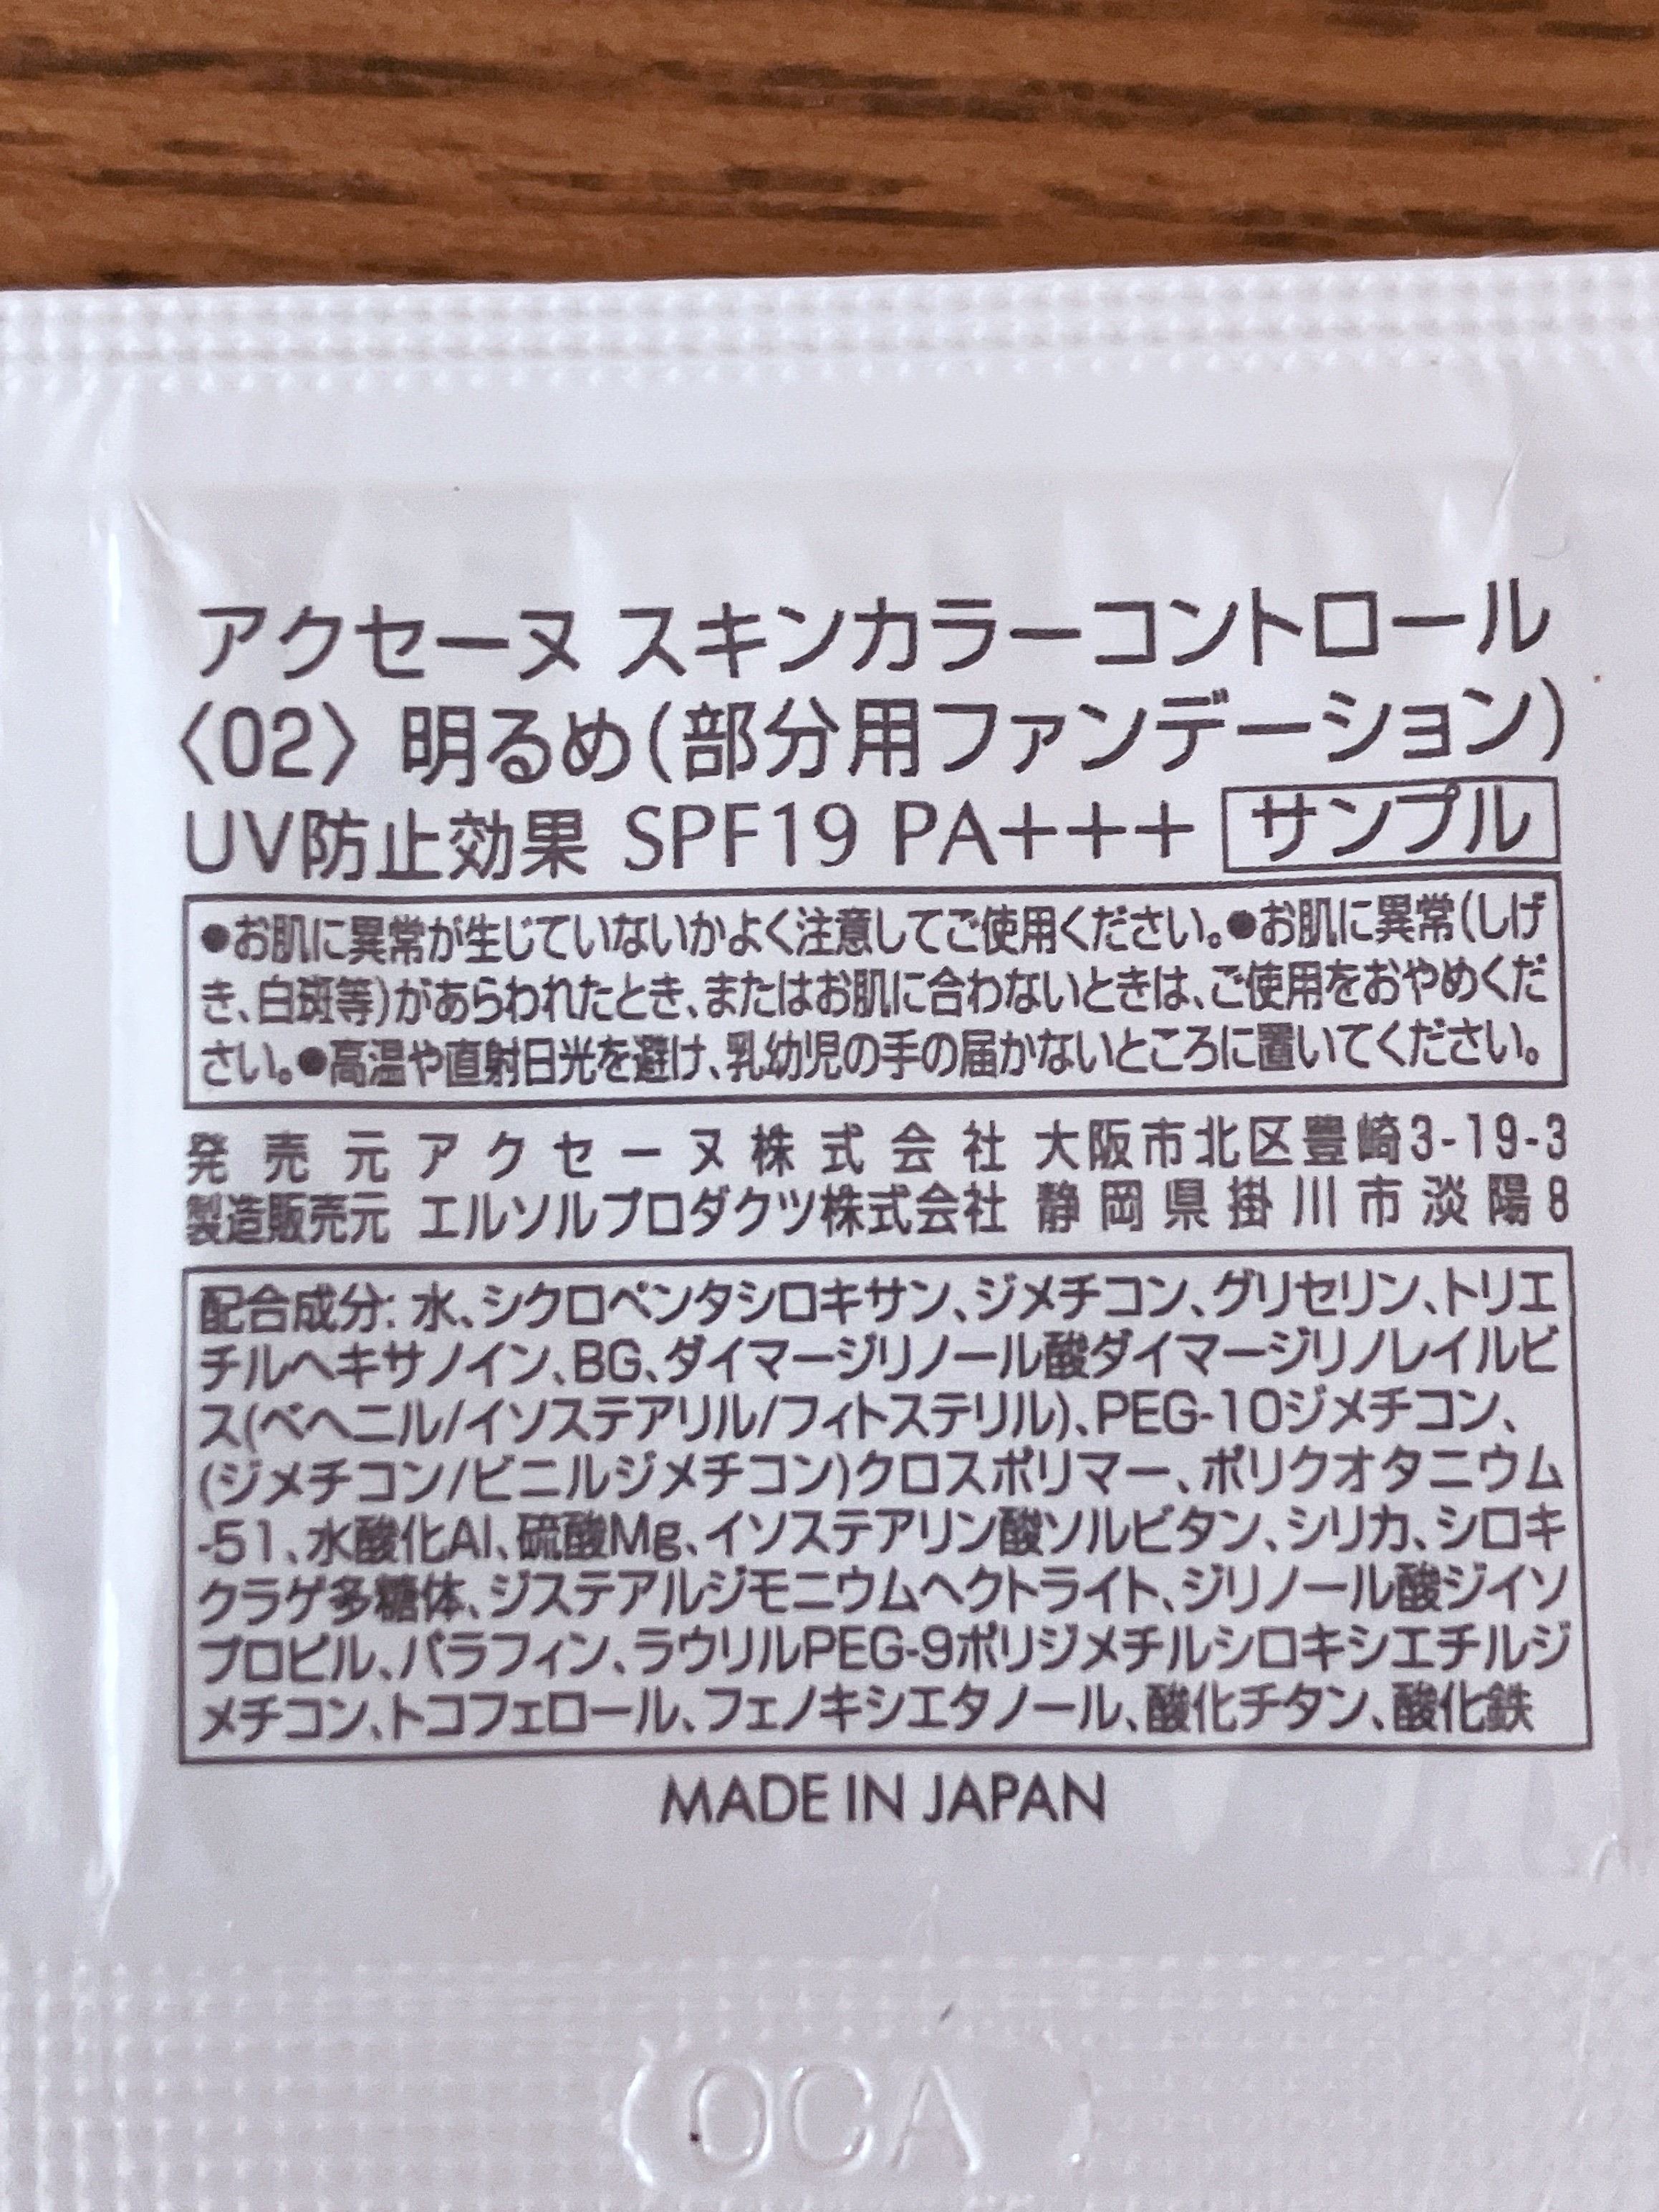 アクセーヌ スキンカラーコントロール
〈02〉 明るめ(部分用ファンデーション)
UV防止効果 SPF19 PA+++ サンプル
●お肌に異常が生じていないかよく注意してご使用ください。●お肌に異常(しげ
き、白斑等)があらわれたとき、またはお肌に合わないときは、ご使用をおやめくだ
さい。●高温や直射日光を避け、乳幼児の手の届かないところに置いてください。
発売元 アクセーヌ株式会社 大阪市北区豊崎3-19-3
製造販売元 エルソルプロダクツ株式会社 静岡県掛川市淡陽8
配合成分: 水、シクロペンタシロキサン、ジメチコン、グリセリン、トリエ
チルヘキサノイン、BG、ダイマージリノール酸ダイマージリノレイルビ
ス(ベヘニル/イソステアリル/フィトステリル)、PEG-10ジメチコン、
(ジメチコン/ビニルジメチコン)クロスポリマー、ポリクオタニウム
-51、水酸化Al、硫酸Mg、イソステアリン酸ソルビタン、シリカ、シロキ
クラゲ多糖体、ジステアルジモニウムヘクトライト、ジリノール酸ジイソ
プロピル、パラフィン、ラウリルPEG-9ポリジメチルシロキシエチルジ
メチコン、トコフェロール、フェノキシエタノール、酸化チタン、酸化鉄
MADE IN JAPAN
OCA